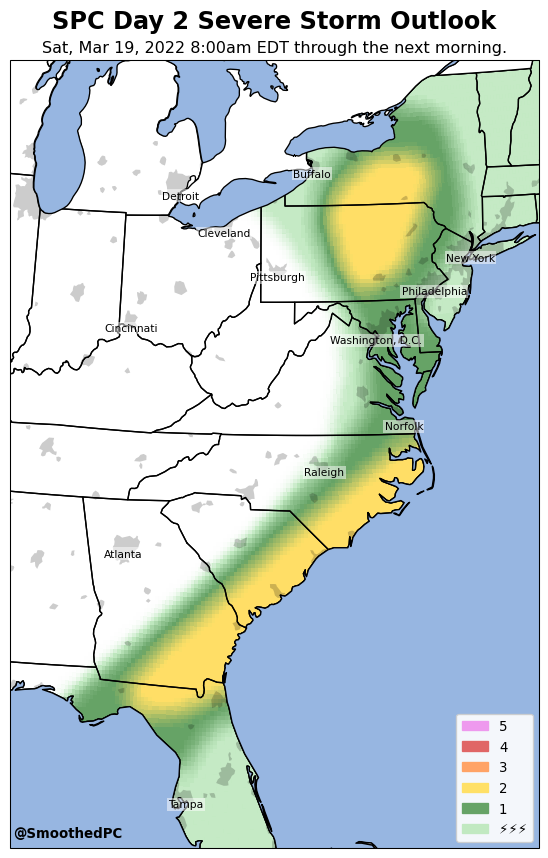 SPC Day 2 Severe Storm Outlook
Sat, Mar 19, 2022 8:00am EDT through the next morning.
Buffalo
Detroit
Cleveland
New York
Pittsburgh
Philadelphia
Cincinnati
Washington, D.C.
Norfolk
Raleigh
Atlanta
5
4
3
2
1
⚡⚡⚡
Tampa
@SmoothedPC